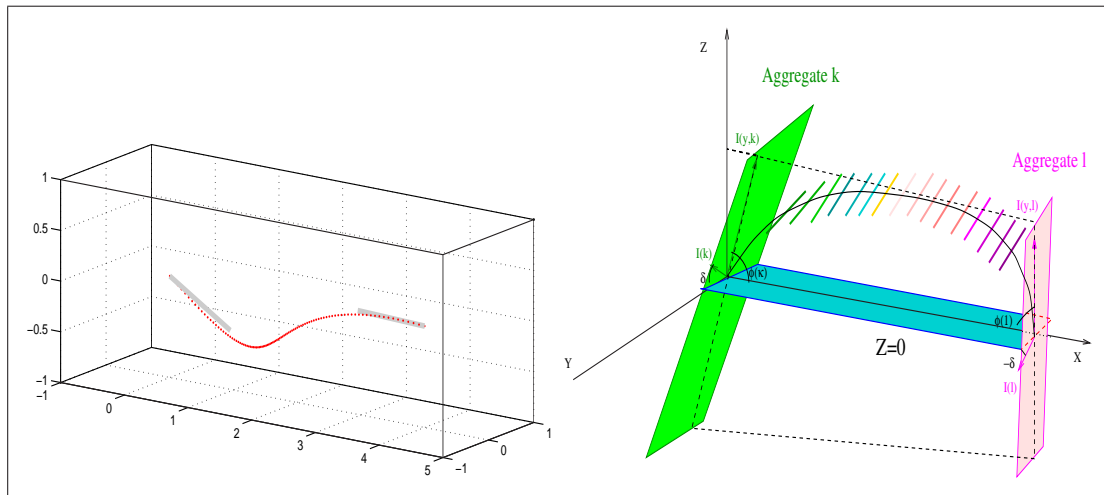 1
0.5
0
−0.5
−1
−1
0
1
2
3
4
5
−1
0
1
Z
Aggregate k
I(y,k)
Aggregate l
I(y,l)
I(k)
δ
ϕ(κ)
ϕ(1)
Z=0
X
Y
−δ
I(l)